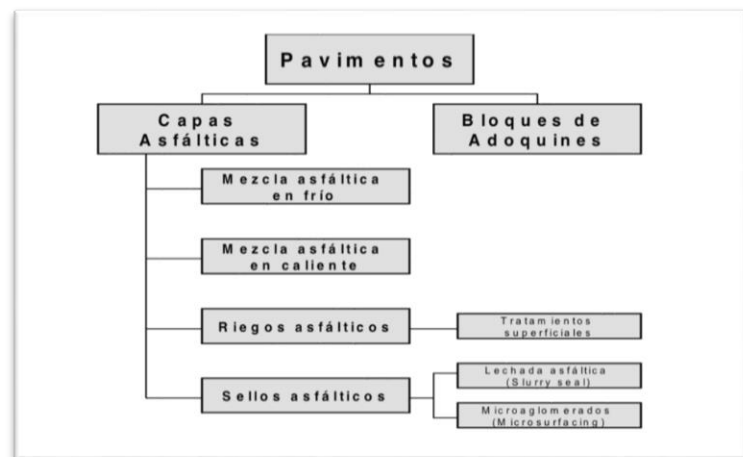 Pavimentos
Capas
Asfálticas
Bloques de
Adoquines
Mezcla asfáltica
en frío
Mezcla asfáltica
en caliente
Riegos asfálticos
Tratamientos
superficiales
Sellos asfálticos
Lechada asfáltica
(Slurry seal)
Microaglomerados
(Microsurfacing)